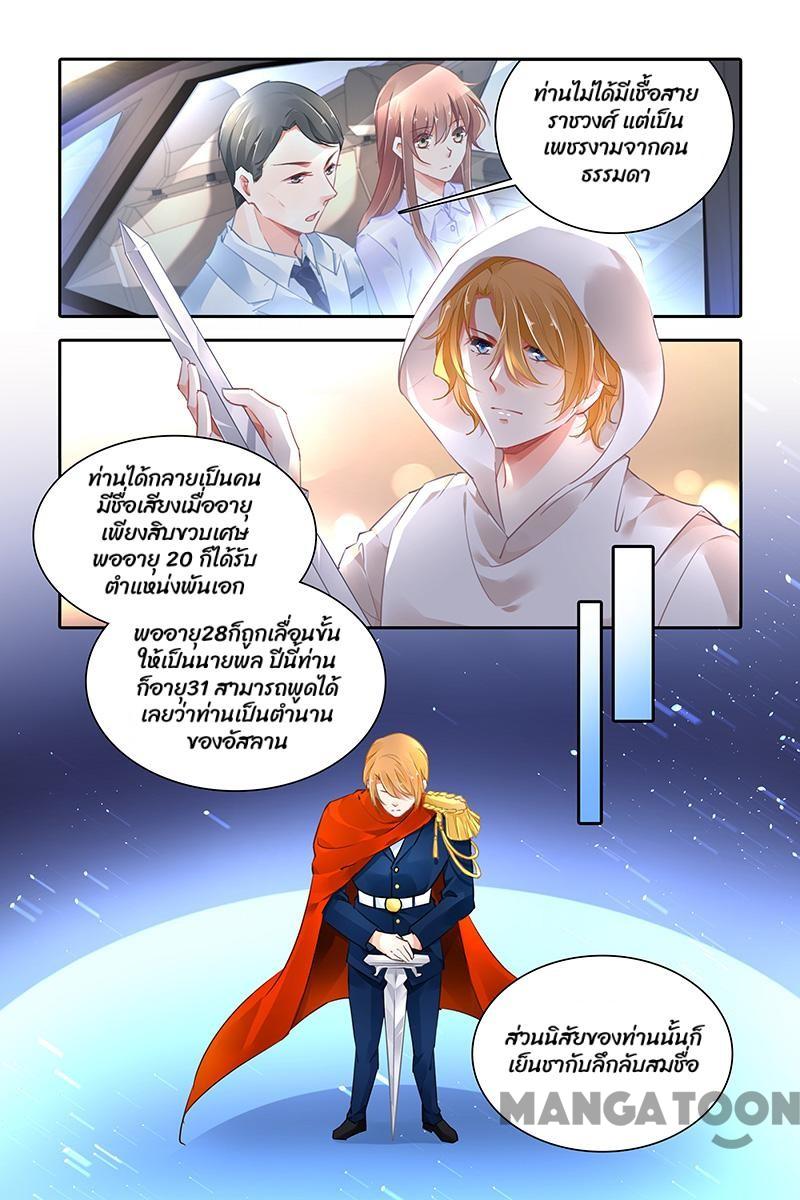 ท่านไม่ได้มีเชื้อสาย
ราชวงศ์ แต่เป็น
เพชรงามจากคน
ธรรมดา
ท่านได้กลายเป็นคน
มีชื่อเสียงเมื่ออายุ
เพียงสิบขวบเศษ
พออายุ 20 ก็ได้รับ
ตำแหน่งพันเอก
พออายุ28ก็ถูกเลื่อนขั้น
ให้เป็นนายพล ปีนี้ท่าน
ก็อายุ31 สามารถพูดได้
เลยว่าท่านเป็นตำนาน
ของอัสลาน
ส่วนนิสัยของท่านนั้นก็
เย็นชากับลึกลับสมชื่อ
MANGATOON